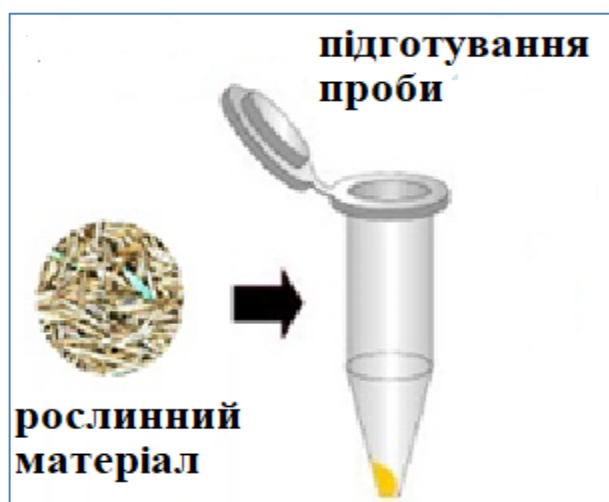 підготування
проби
рослинний
матеріал